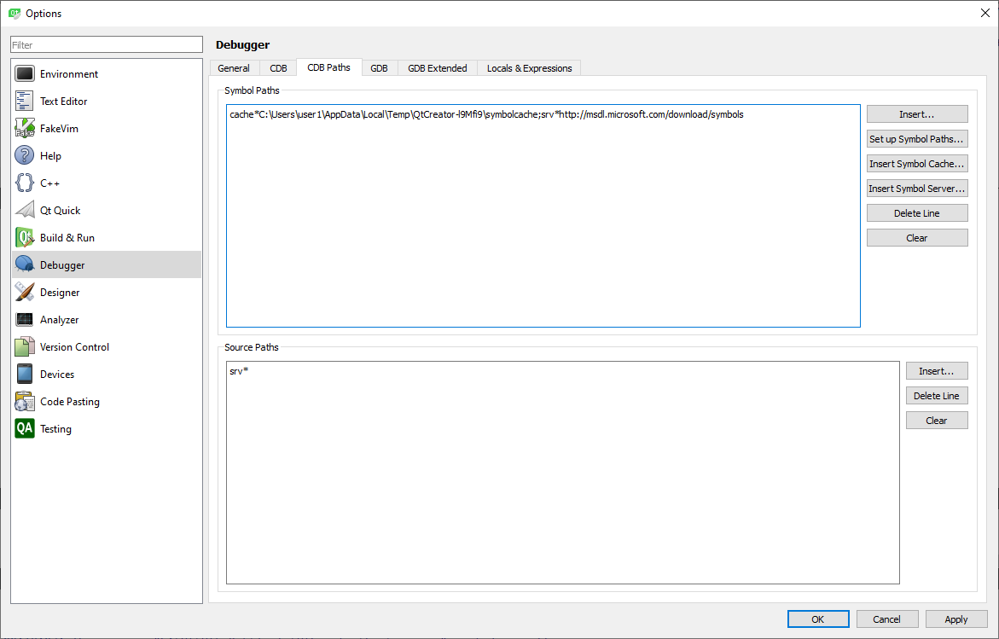 Options
Filter
Environment
Text Editor
FakeVim
Fake
Help
C++
Qt Quick
Build & Run
Debugger
Designer
Analyzer
Version Control
Devices
Code Pasting
QA
Testing
Debugger
General CDB CDB Paths GDB GDB Extended Locals & Expressions
Symbol Paths
cache*C:\Users\user1\AppData\Local\Temp\QtCreator-l9Mfi9\symbolcache;srv*http://msdl.microsoft.com/download/symbols
Insert...
Set up Symbol Paths...
Insert Symbol Cache...
Insert Symbol Server...
Delete Line
Clear
Source Paths
srv*
Insert...
Delete Line
Clear
OK Cancel Apply